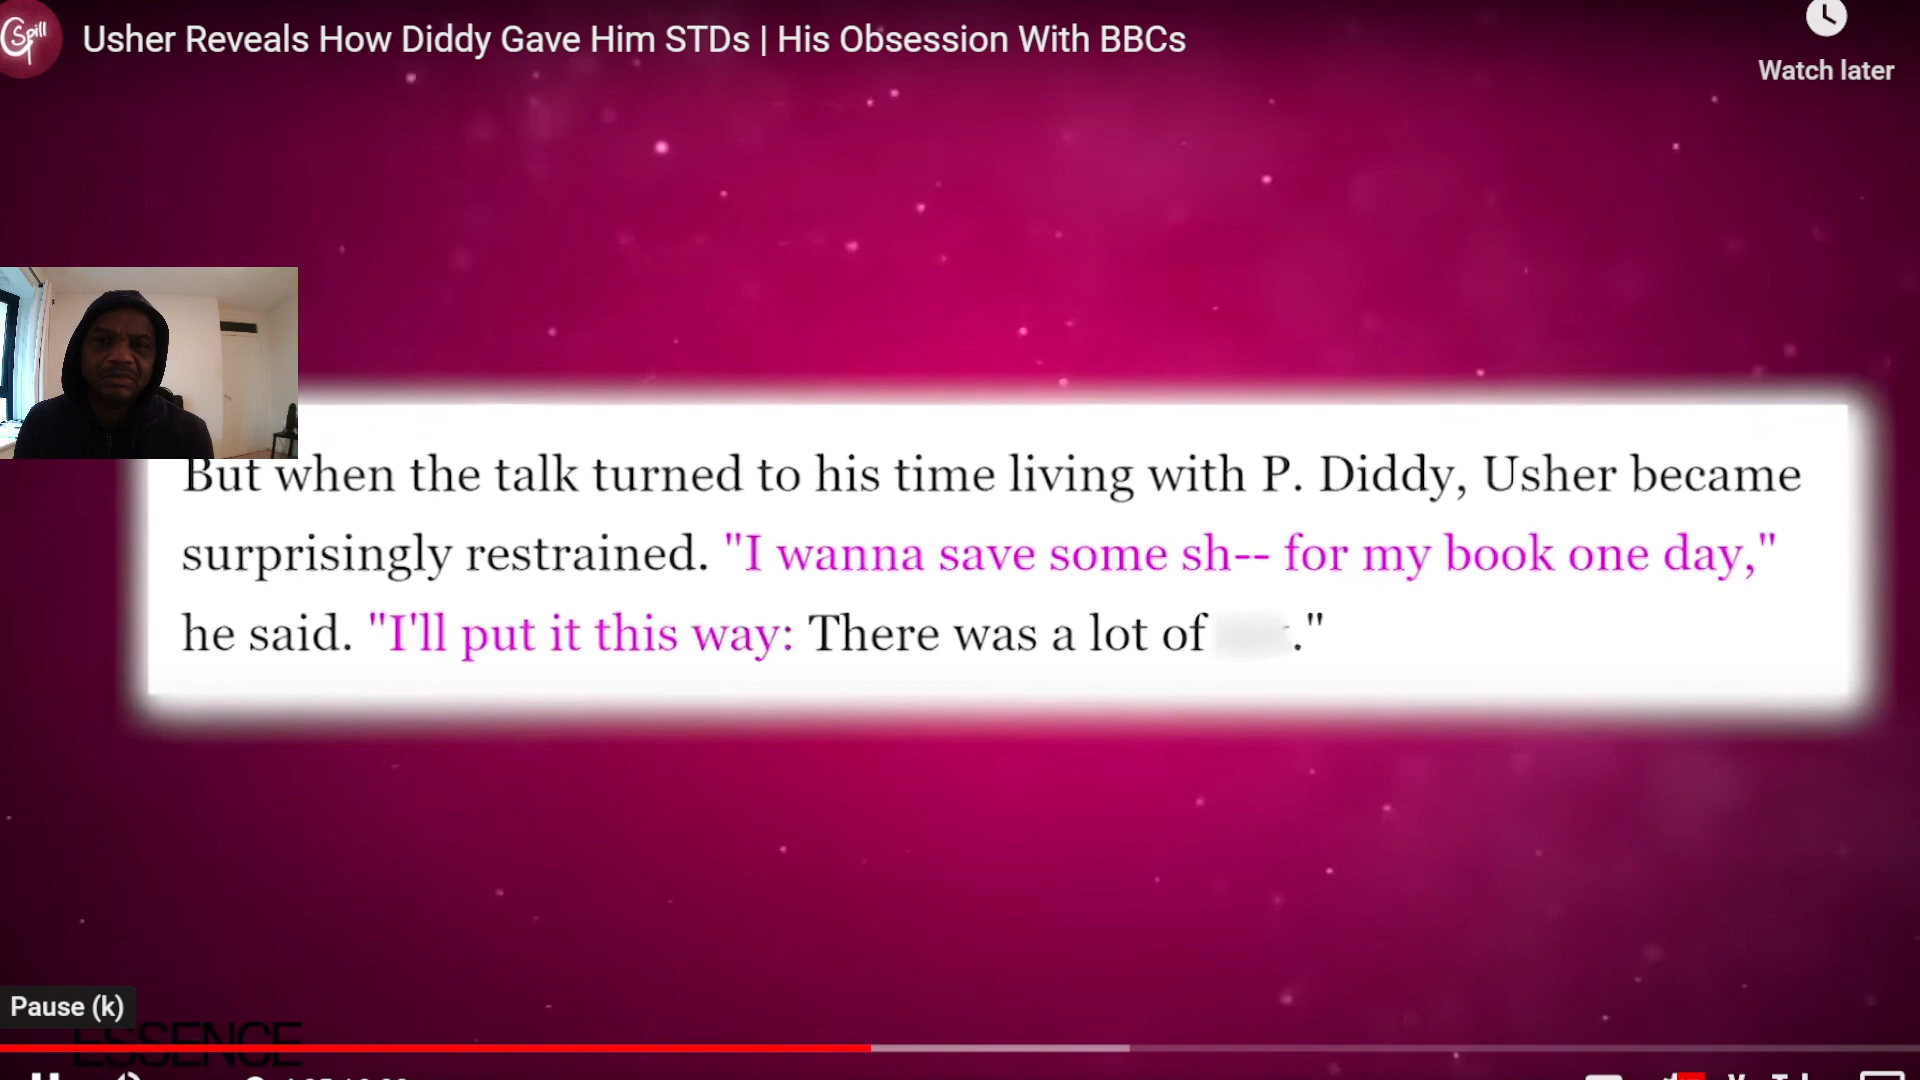 Spill
Usher Reveals How Diddy Gave Him STDs | His Obsession With BBCs
Watch later
But when the talk turned to his time living with P. Diddy, Usher became
surprisingly restrained. "I wanna save some sh-- for my book one day,"
he said. "I'll put it this way: There was a lot of ."
Pause (k)
ESSENCE